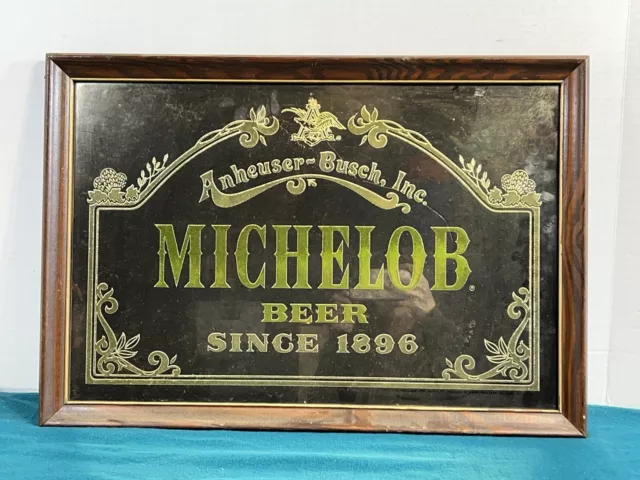 Anheuser-Busch, Inc.
MICHELOB®
BEER
SINCE 1896